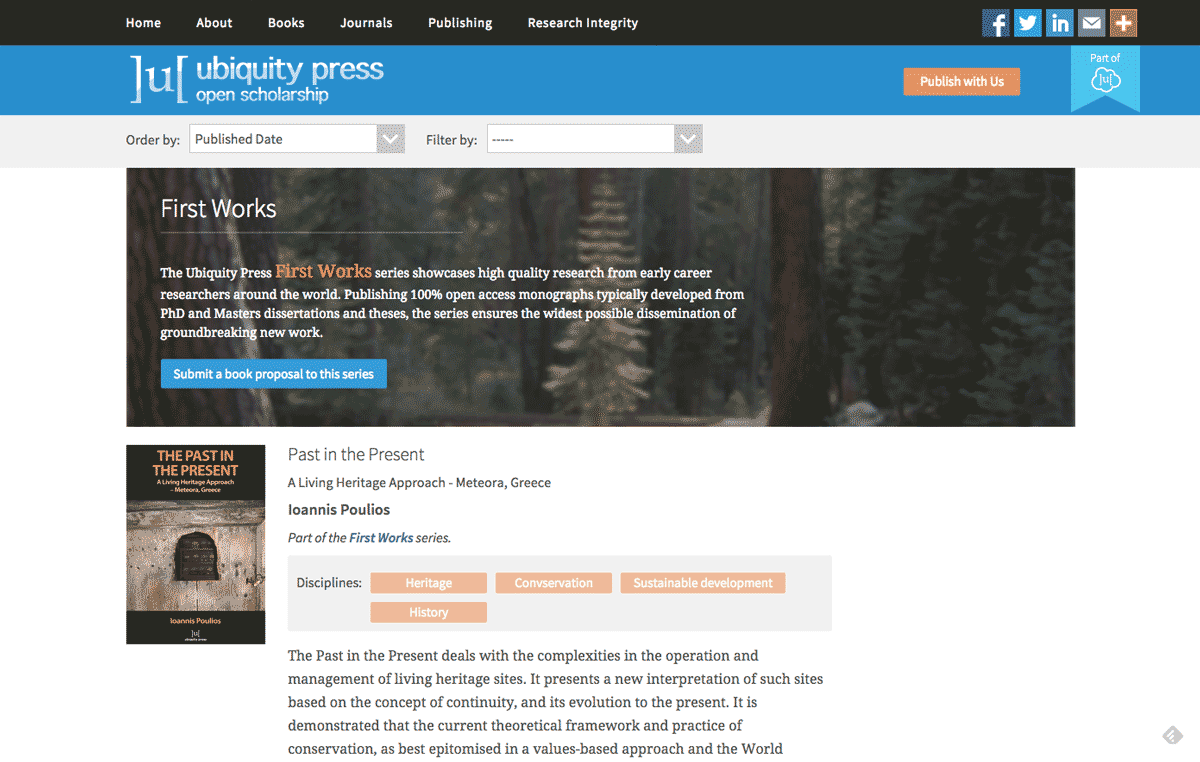 Home About Books Journals Publishing Research Integrity
]u[ ubiquity press
open scholarship
Publish with Us
Part of
]u[
Order by: Published Date Filter by: -----
First Works
The Ubiquity Press First Works series showcases high quality research from early career
researchers around the world. Publishing 100% open access monographs typically developed from
PhD and Masters dissertations and theses, the series ensures the widest possible dissemination of
groundbreaking new work.
Submit a book proposal to this series
THE PAST IN
THE PRESENT
A Living Heritage Approach
– Meteora, Greece
Ioannis Poulios
]u[
ubiquity press
Past in the Present
A Living Heritage Approach - Meteora, Greece
Ioannis Poulios
Part of the First Works series.
Disciplines: Heritage Convservation Sustainable development
History
The Past in the Present deals with the complexities in the operation and
management of living heritage sites. It presents a new interpretation of such sites
based on the concept of continuity, and its evolution to the present. It is
demonstrated that the current theoretical framework and practice of
conservation, as best epitomised in a values-based approach and the World